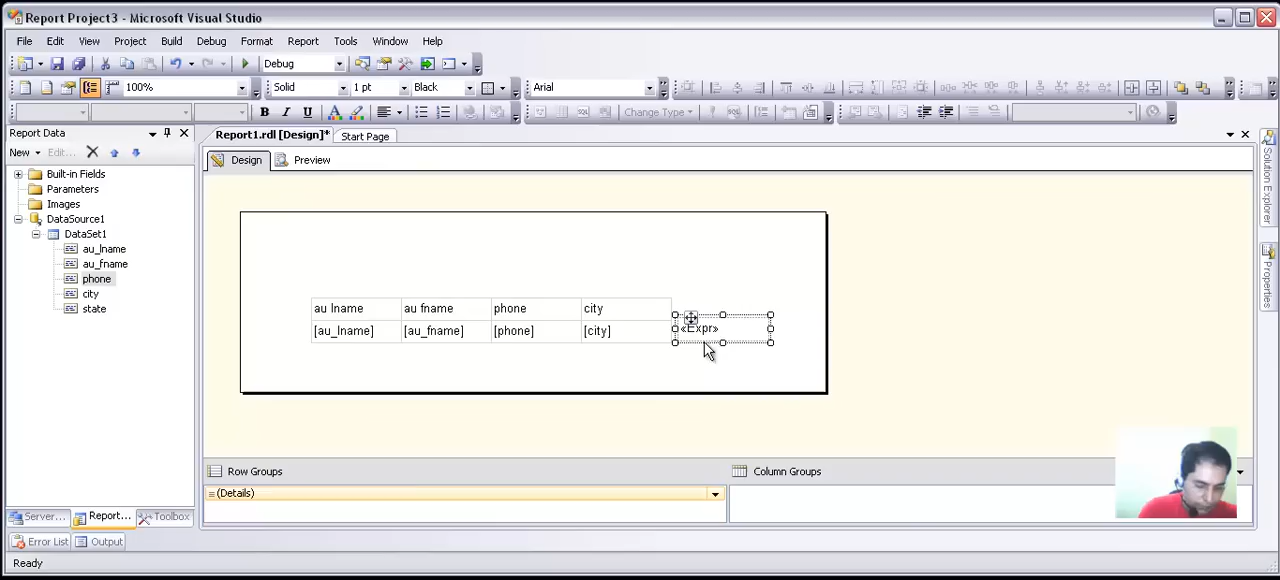 Report Project3 - Microsoft Visual Studio
File Edit View Project Build Debug Format Report Tools Window Help
Debug
100% Solid 1 pt Black Arial
B I U A Change Type
Report Data
Report1.rdl [Design]* Start Page
New Edit...
Design Preview
Built-in Fields
Parameters
Images
DataSource1
DataSet1
au_lname
au_fname
phone
city
state
au lname au fname phone city
[au_lname] [au_fname] [phone] [city] «Expr»
Solution Explorer
Properties
Row Groups Column Groups
(Details)
Server... Report... Toolbox
Error List Output
Ready